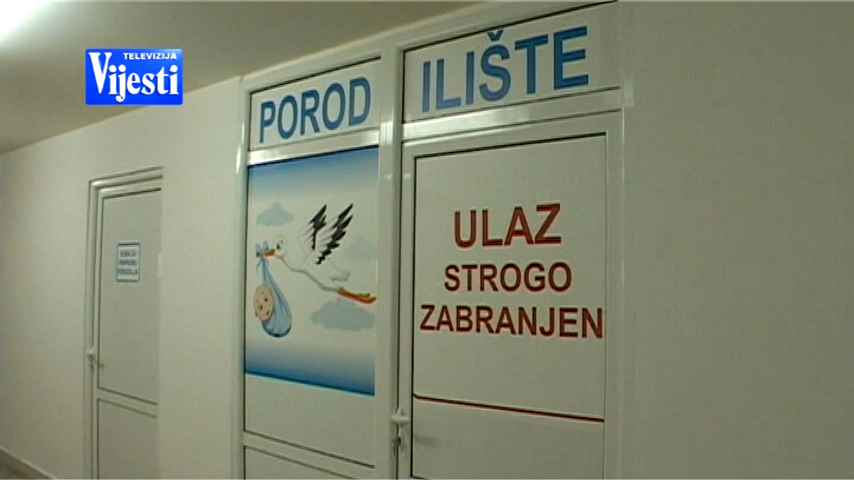 TELEVIZIJA
Vijesti
POROD ILIŠTE
ULAZ
STROGO
ZABRANJEN